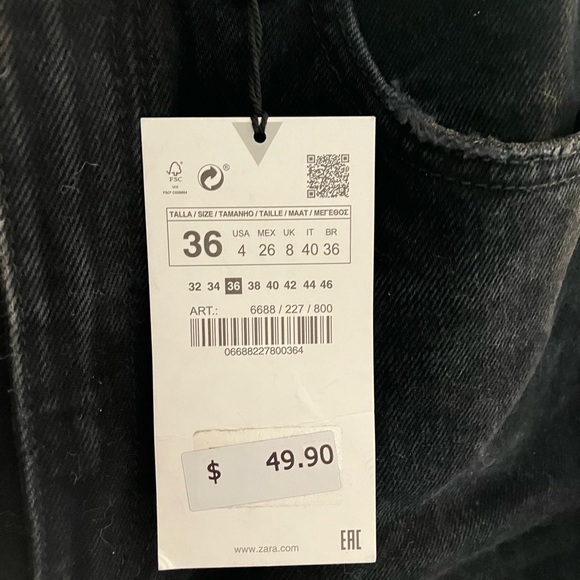 FSC
®
TALLA / SIZE / TAMANHO / TAILLE / MAAT / ΜΕΓΕΘΟΣ
36
USA MEX UK IT BR
4 26 8 40 36
32 34 36 38 40 42 44 46
ART.: 6688 / 227 / 800
06688227800364
$ 49.90
www.zara.com
EAC